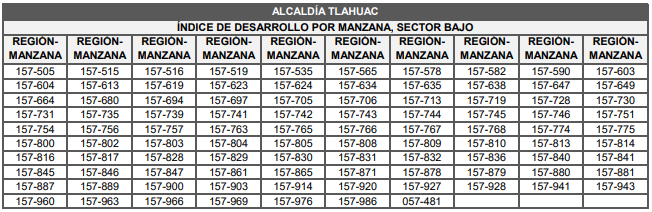 ALCALDÍA TLAHUAC
ÍNDICE DE DESARROLLO POR MANZANA, SECTOR BAJO
REGIÓN- REGIÓN- REGIÓN- REGIÓN- REGIÓN- REGIÓN- REGIÓN- REGIÓN- REGIÓN- REGIÓN-
MANZANA MANZANA MANZANA MANZANA MANZANA MANZANA MANZANA MANZANA MANZANA MANZANA
157-505 157-515 157-516 157-519 157-535 157-565 157-578 157-582 157-590 157-603
157-604 157-613 157-619 157-623 157-624 157-634 157-635 157-638 157-647 157-649
157-664 157-680 157-694 157-697 157-705 157-706 157-713 157-719 157-728 157-730
157-731 157-735 157-739 157-741 157-742 157-743 157-744 157-745 157-746 157-751
157-754 157-756 157-757 157-763 157-765 157-766 157-767 157-768 157-774 157-775
157-800 157-802 157-803 157-804 157-805 157-808 157-809 157-810 157-813 157-814
157-816 157-817 157-828 157-829 157-830 157-831 157-832 157-836 157-840 157-841
157-845 157-846 157-847 157-861 157-865 157-871 157-878 157-879 157-880 157-881
157-887 157-889 157-900 157-903 157-914 157-920 157-927 157-928 157-941 157-943
157-960 157-963 157-966 157-969 157-976 157-986 057-481